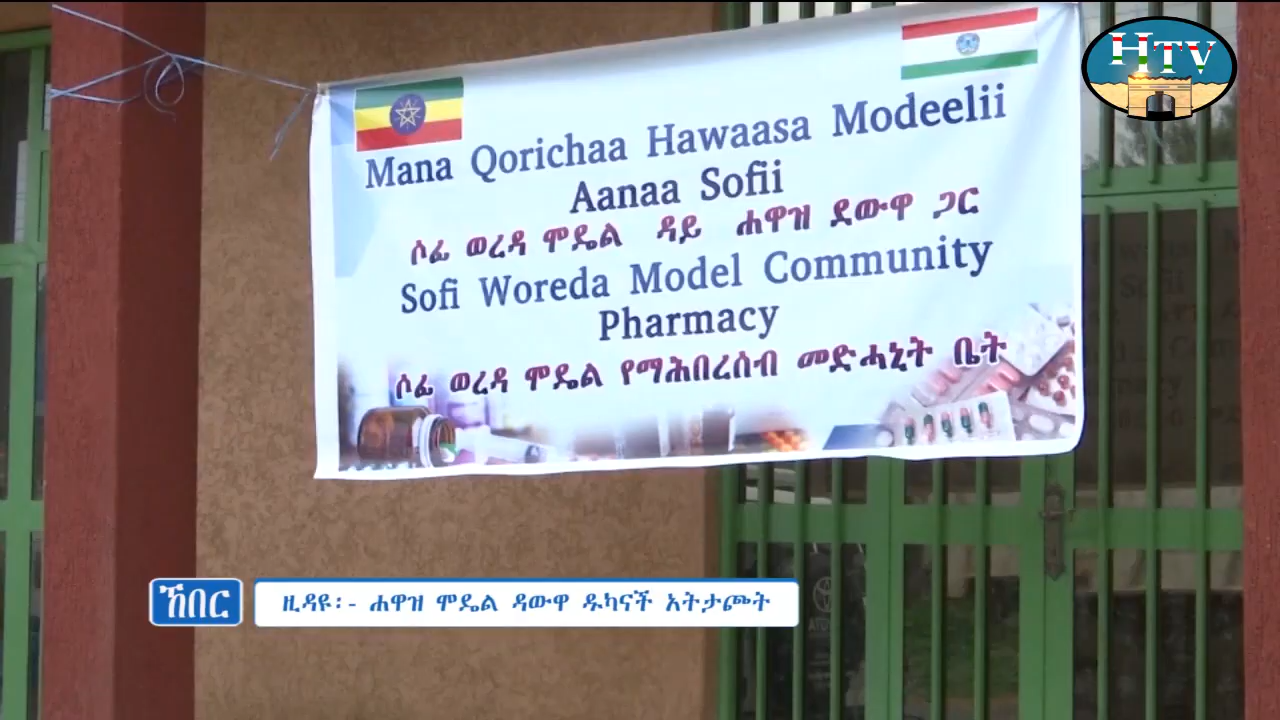 HTV
Mana Qorichaa Hawaasa Modeelii
Aanaa Sofii
ሶፊ ወረዳ ሞዴል ዳይ ሐዋዝ ደውዋ ጋር
Sofi Woreda Model Community
Pharmacy
ሶፊ ወረዳ ሞዴል የማሕበረሰብ መድሓኒት ቤት
ኸበር
ዚዳዩ፡- ሐዋዝ ሞዴል ዳውዋ ዱካናች አትታጮት